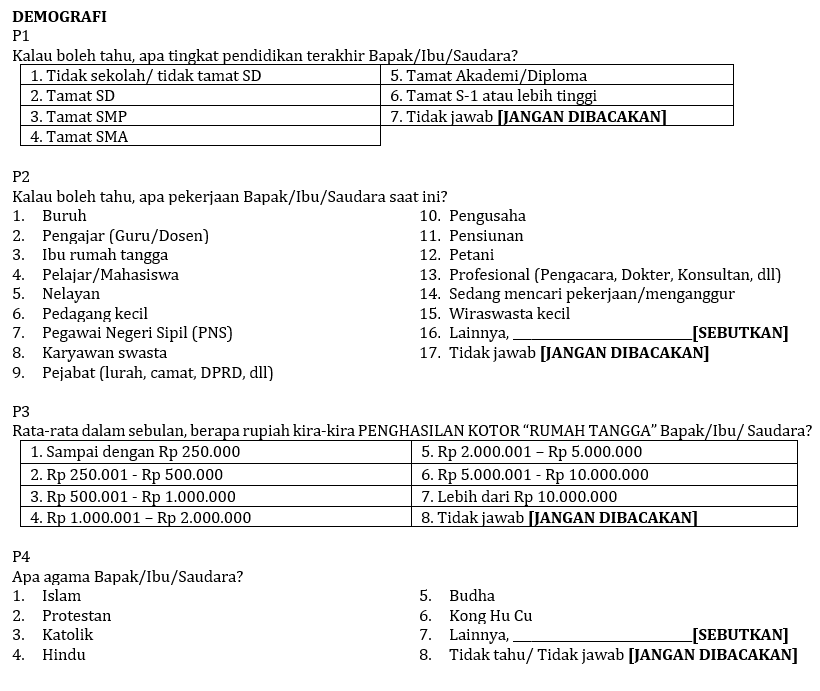 DEMOGRAFI
P1
Kalau boleh tahu, apa tingkat pendidikan terakhir Bapak/Ibu/Saudara?
1. Tidak sekolah/ tidak tamat SD
2. Tamat SD
3. Tamat SMP
4. Tamat SMA
5. Tamat Akademi/Diploma
6. Tamat S-1 atau lebih tinggi
7. Tidak jawab [JANGAN DIBACAKAN]
P2
Kalau boleh tahu, apa pekerjaan Bapak/Ibu/Saudara saat ini?
1. Buruh
2. Pengajar (Guru/Dosen)
3. Ibu rumah tangga
4. Pelajar/Mahasiswa
5. Nelayan
6. Pedagang kecil
7. Pegawai Negeri Sipil (PNS)
8. Karyawan swasta
9. Pejabat (lurah, camat, DPRD, dll)
10. Pengusaha
11. Pensiunan
12. Petani
13. Profesional (Pengacara, Dokter, Konsultan, dll)
14. Sedang mencari pekerjaan/menganggur
15. Wiraswasta kecil
16. Lainnya, ______________________[SEBUTKAN]
17. Tidak jawab [JANGAN DIBACAKAN]
P3
Rata-rata dalam sebulan, berapa rupiah kira-kira PENGHASILAN KOTOR “RUMAH TANGGA” Bapak/Ibu/ Saudara?
1. Sampai dengan Rp 250.000
2. Rp 250.001 - Rp 500.000
3. Rp 500.001 - Rp 1.000.000
4. Rp 1.000.001 – Rp 2.000.000
5. Rp 2.000.001 – Rp 5.000.000
6. Rp 5.000.001 - Rp 10.000.000
7. Lebih dari Rp 10.000.000
8. Tidak jawab [JANGAN DIBACAKAN]
P4
Apa agama Bapak/Ibu/Saudara?
1. Islam
2. Protestan
3. Katolik
4. Hindu
5. Budha
6. Kong Hu Cu
7. Lainnya, ______________________[SEBUTKAN]
8. Tidak tahu/ Tidak jawab [JANGAN DIBACAKAN]